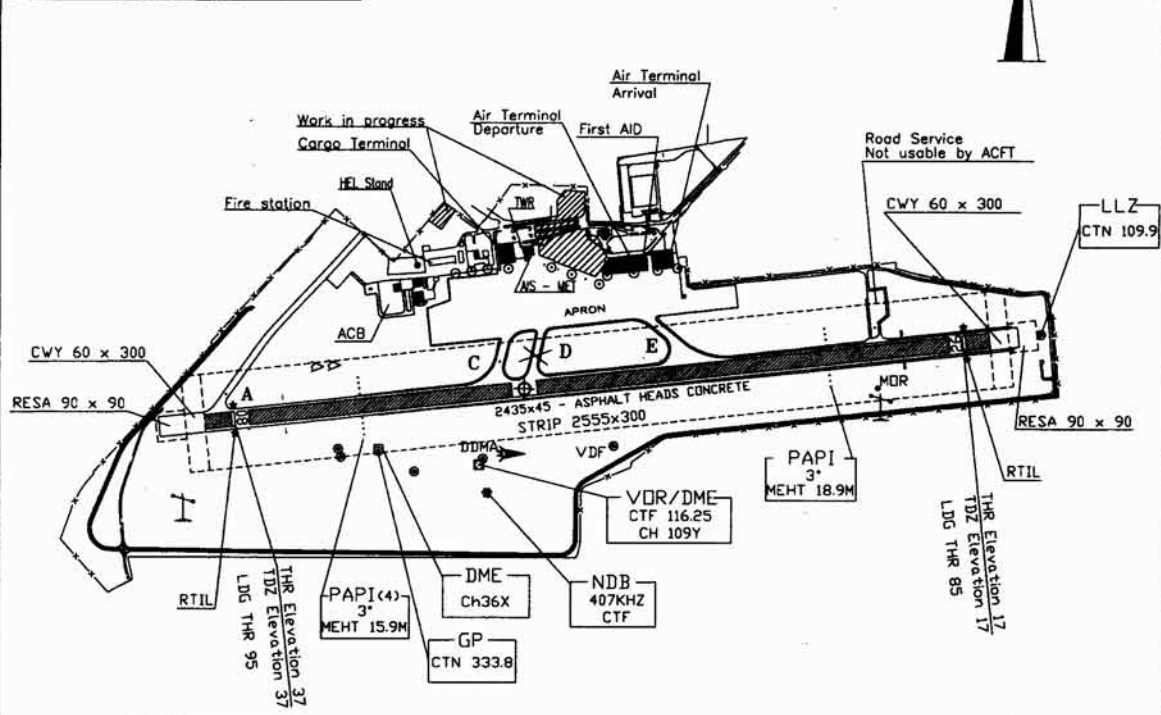 Air Terminal
Arrival
Work in progress
Air Terminal
Departure
First AID
Cargo Terminal
Road Service
Not usable by ACFT
HEL Stand
TWR
Fire station
CWY 60 x 300
LLZ
CTN 109.9
AIS - MET
ACB
APRON
CWY 60 x 300
C
D
E
A
RESA 90 x 90
2435x45 - ASPHALT HEADS CONCRETE
STRIP 2555x300
MOR
RESA 90 x 90
DDMA
VDF
PAPI
3°
MEHT 18.9M
RTIL
VOR/DME
CTF 116.25
CH 109Y
THR Elevation 17
TDZ Elevation 17
LDG THR 85
RTIL
THR Elevation 37
TDZ Elevation 37
LDG THR 95
PAPI(4)
3°
MEHT 15.9M
DME
Ch36X
NDB
407KHZ
CTF
GP
CTN 333.8